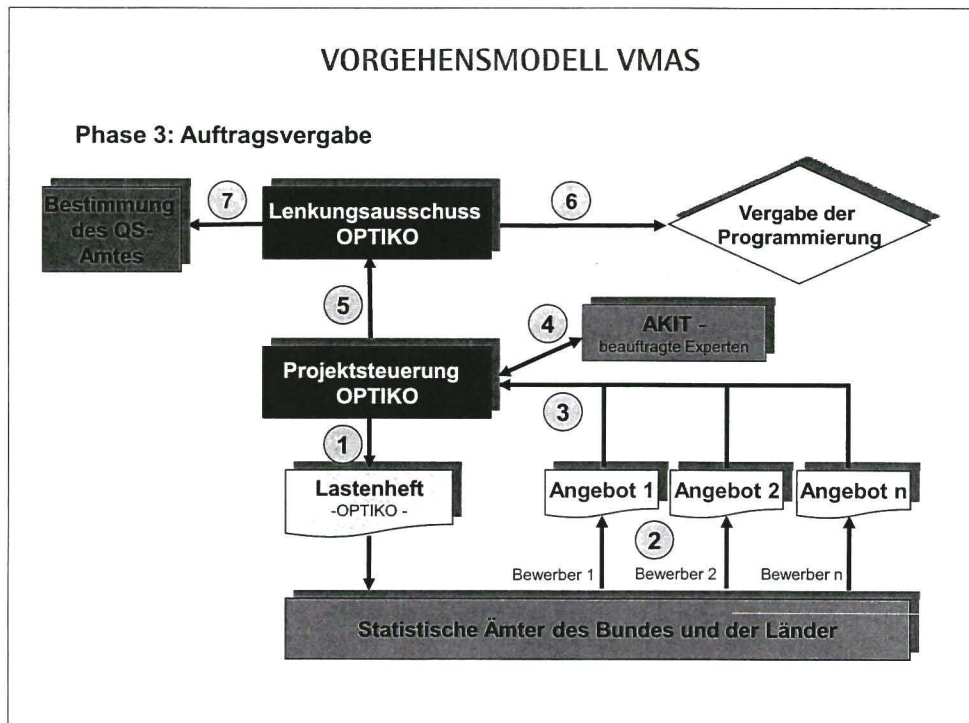 VORGEHENSMODELL VMAS
Phase 3: Auftragsvergabe
Bestimmung
des QS-
Amtes
7
Lenkungsausschuss
OPTIKO
6
Vergabe der
Programmierung
5
4
AKIT -
beauftragte Experten
Projektsteuerung
OPTIKO
3
1
Lastenheft
-OPTIKO -
Angebot 1
Angebot 2
Angebot n
2
Bewerber 1
Bewerber 2
Bewerber n
Statistische Ämter des Bundes und der Länder